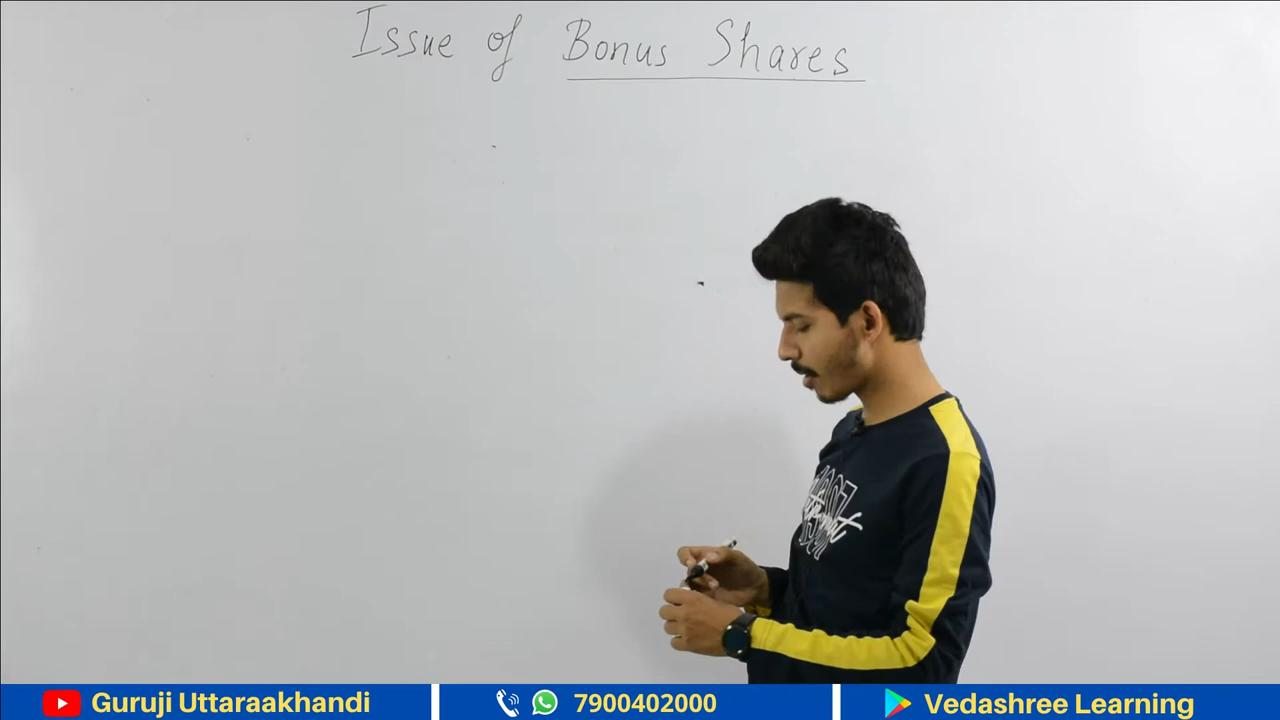 Issue of Bonus Shares
Guruji Uttaraakhandi
7900402000
Vedashree Learning